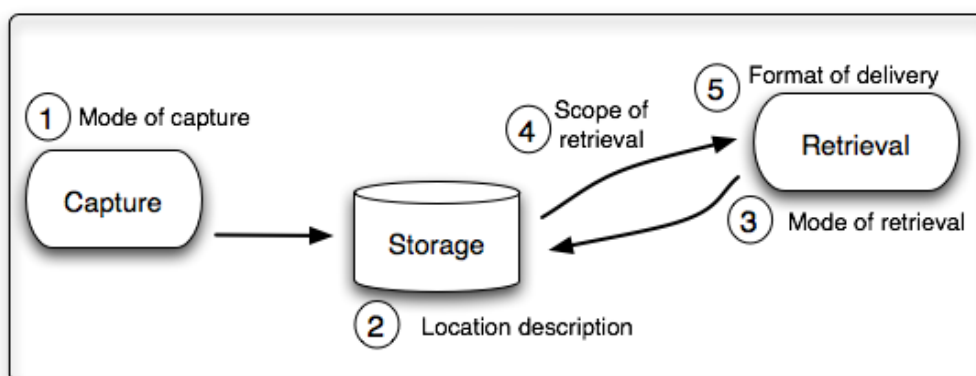 1 Mode of capture
Capture
Storage
2 Location description
4 Scope of
retrieval
5 Format of delivery
Retrieval
3 Mode of retrieval